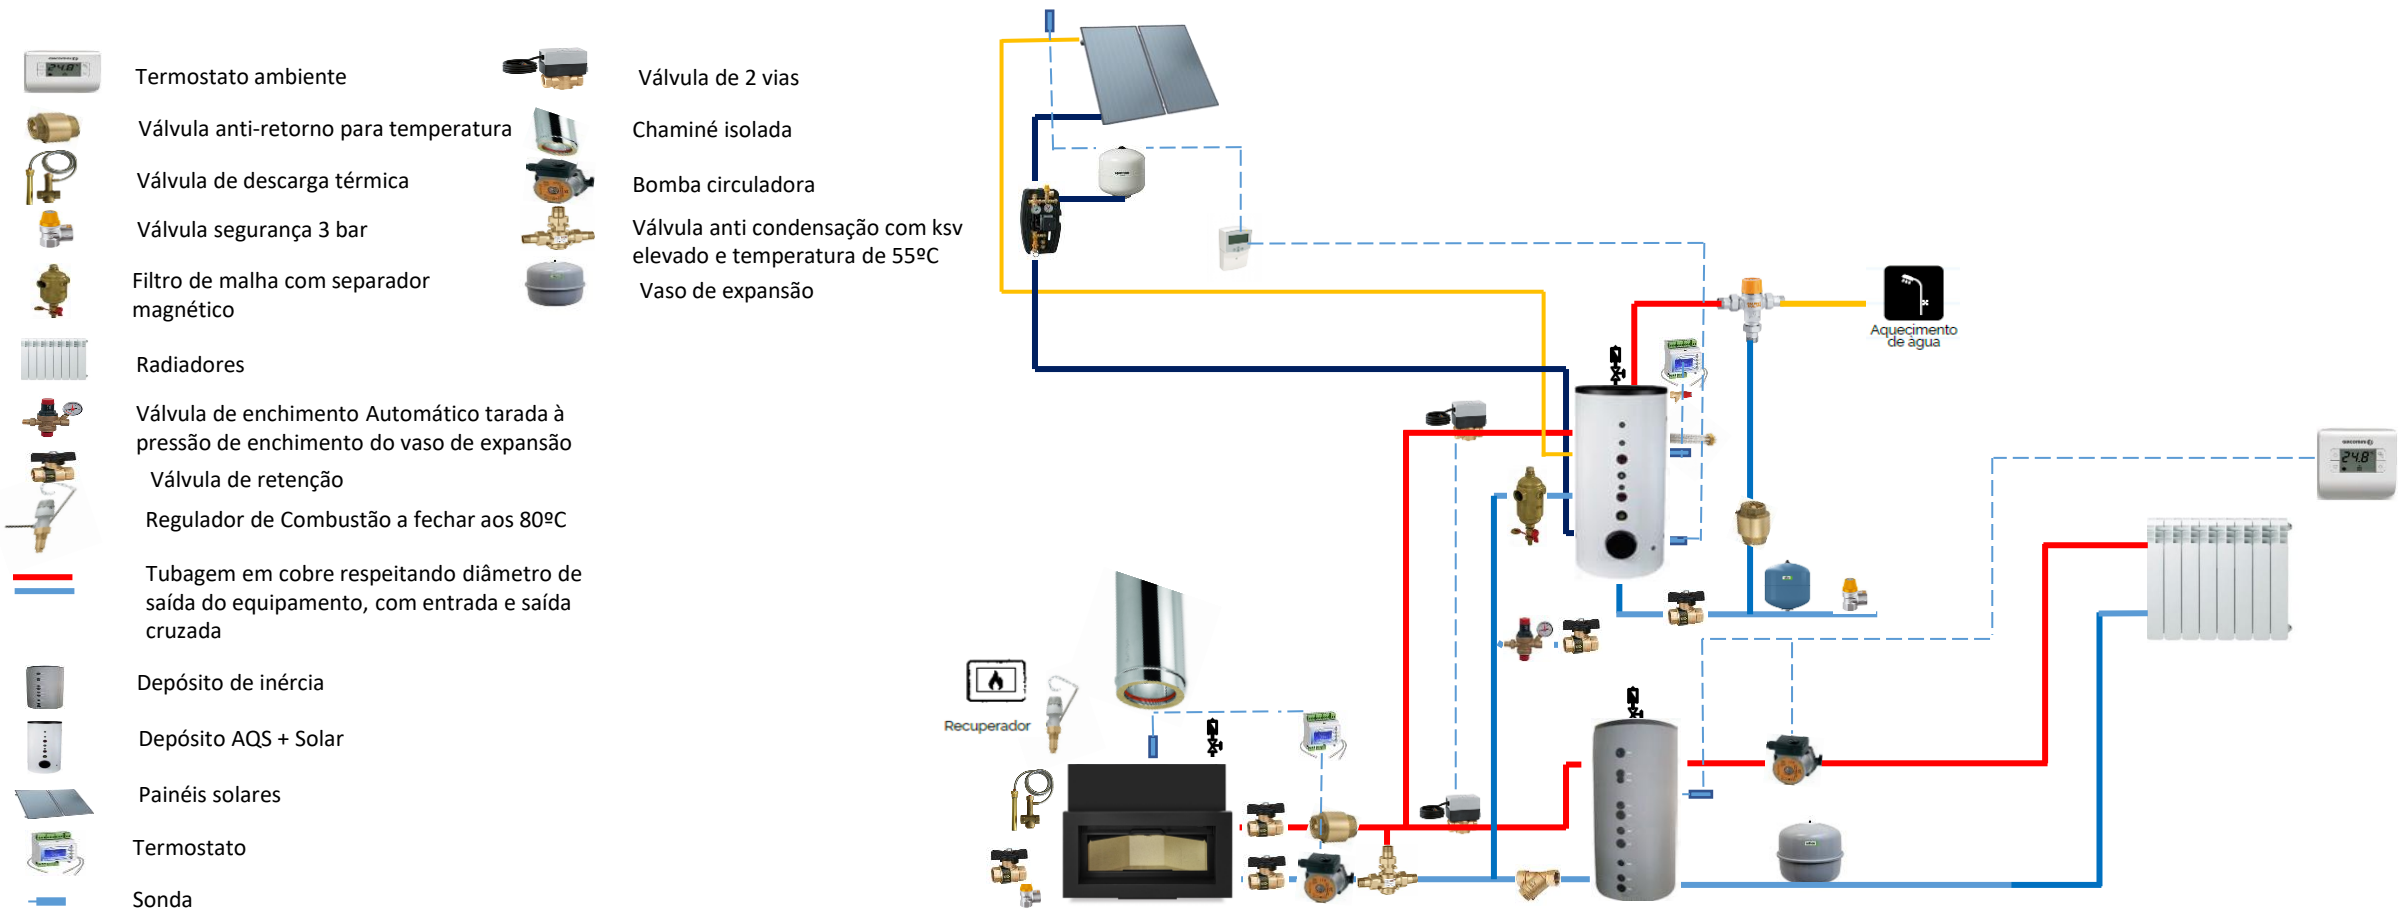 Termostato ambiente
Válvula anti-retorno para temperatura
Válvula de descarga térmica
Válvula segurança 3 bar
Filtro de malha com separador
magnético
Radiadores
Válvula de enchimento Automático tarada à
pressão de enchimento do vaso de expansão
Válvula de retenção
Regulador de Combustão a fechar aos 80ºC
Tubagem em cobre respeitando diâmetro de
saída do equipamento, com entrada e saída
cruzada
Depósito de inércia
Depósito AQS + Solar
Painéis solares
Termostato
Sonda
Válvula de 2 vias
Chaminé isolada
Bomba circuladora
Válvula anti condensação com ksv
elevado e temperatura de 55ºC
Vaso de expansão
Aquecimento
de água
24.8
Recuperador